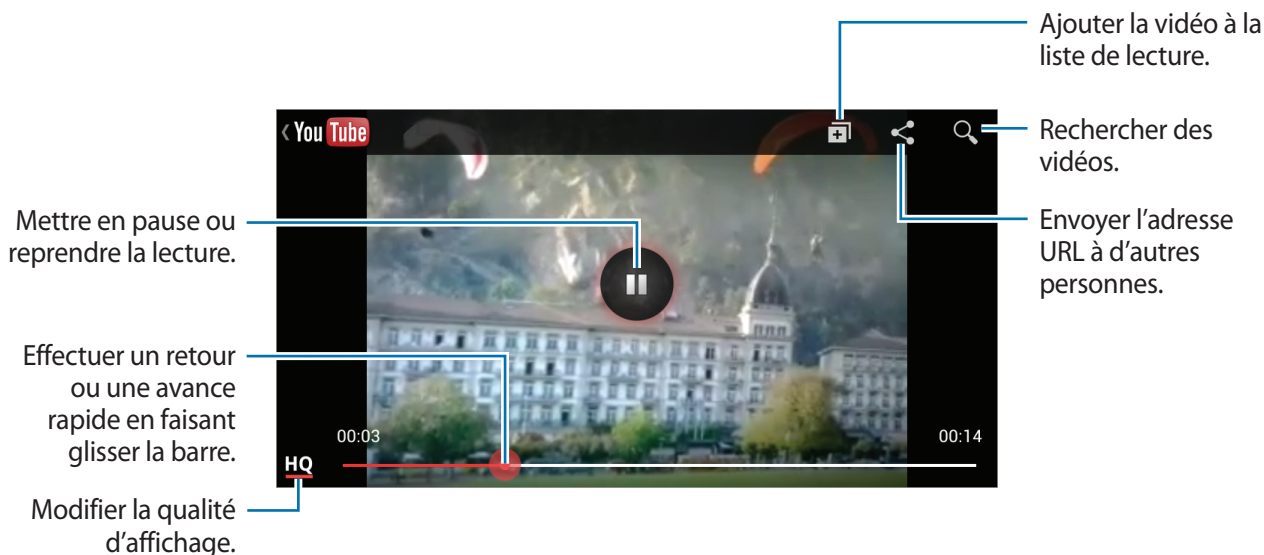 Ajouter la vidéo à la
liste de lecture.
You Tube
Rechercher des
vidéos.
Mettre en pause ou
reprendre la lecture.
Envoyer l'adresse
URL à d'autres
personnes.
Effectuer un retour
ou une avance
rapide en faisant
glisser la barre.
00:03
00:14
HQ
Modifier la qualité
d'affichage.